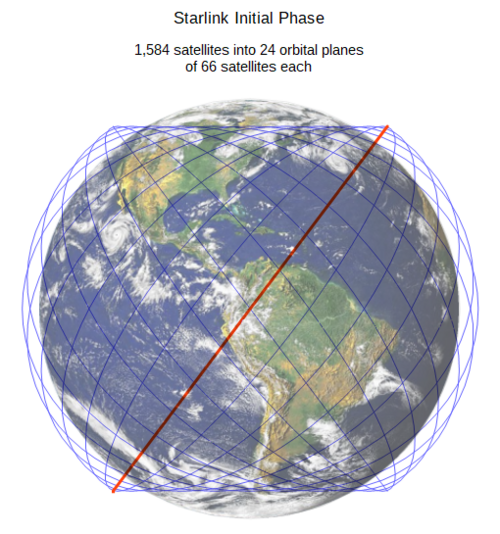 Starlink Initial Phase
1,584 satellites into 24 orbital planes
of 66 satellites each